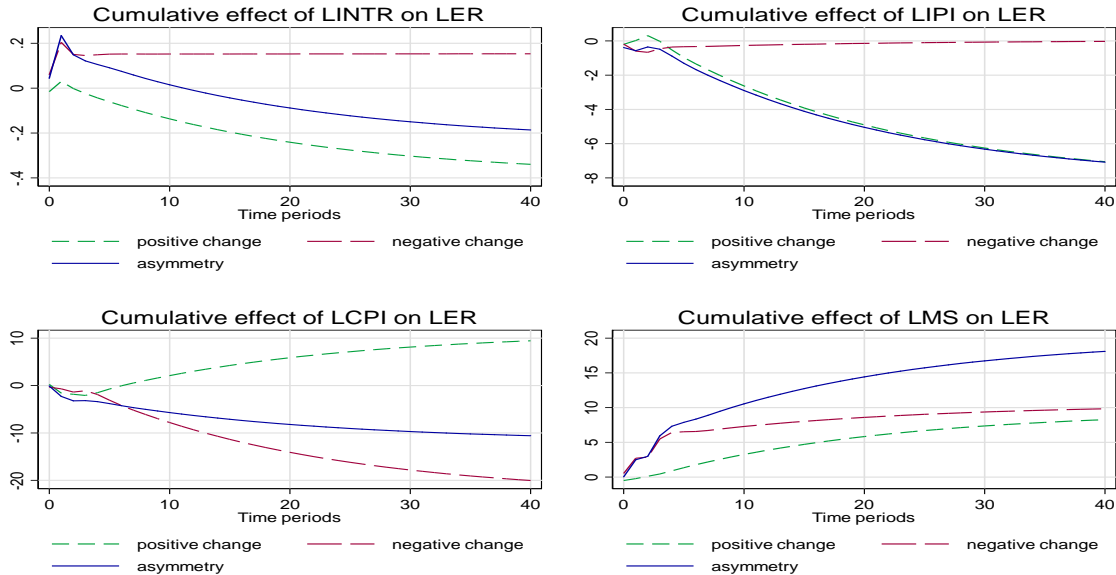 Cumulative effect of LINTR on LER
.2
0
-.2
-.4
0 10 20 30 40
Time periods
positive change negative change
asymmetry
Cumulative effect of LIPI on LER
0
-2
-4
-6
-8
0 10 20 30 40
Time periods
positive change negative change
asymmetry
Cumulative effect of LCPI on LER
10
0
-10
-20
0 10 20 30 40
Time periods
positive change negative change
asymmetry
Cumulative effect of LMS on LER
20
15
10
5
0
0 10 20 30 40
Time periods
positive change negative change
asymmetry